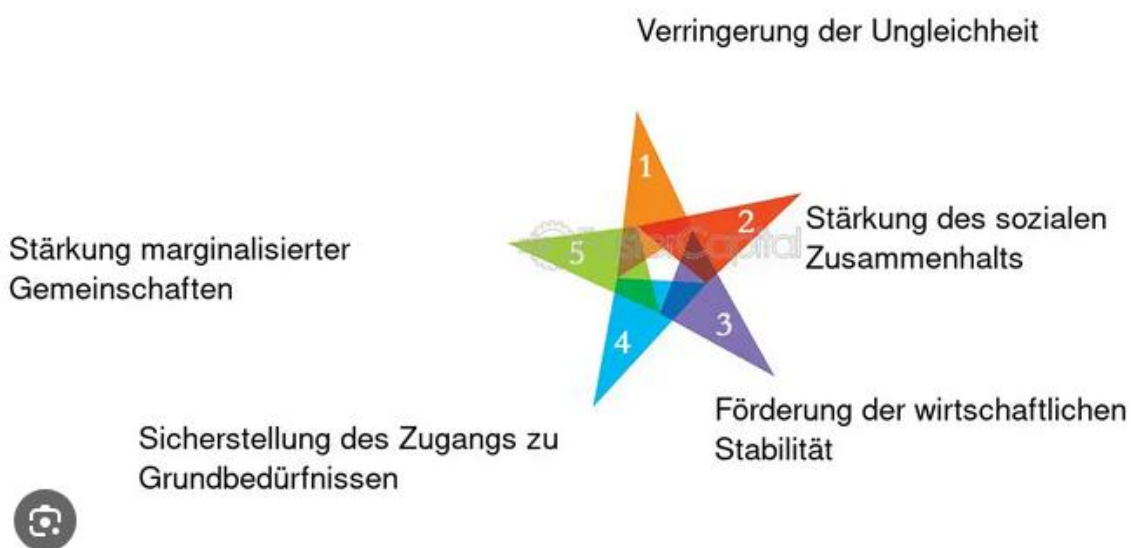 Verringerung der Ungleichheit
1
2
Stärkung des sozialen
Zusammenhalts
3
Förderung der wirtschaftlichen
Stabilität
4
Sicherstellung des Zugangs zu
Grundbedürfnissen
5
Stärkung marginalisierter
Gemeinschaften
FasterCapital